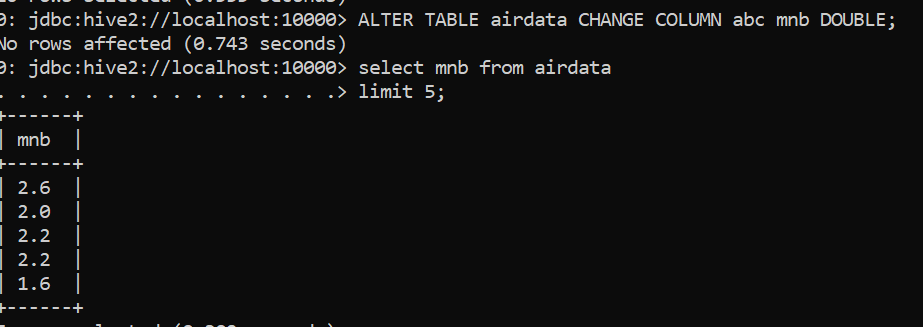 0: jdbc:hive2://localhost:10000> ALTER TABLE airdata CHANGE COLUMN abc mnb DOUBLE;
No rows affected (0.743 seconds)
0: jdbc:hive2://localhost:10000> select mnb from airdata
. . . . . . . . . . . . . . . . .> limit 5;
+------+
| mnb  |
+------+
| 2.6  |
| 2.0  |
| 2.2  |
| 2.2  |
| 1.6  |
+------+